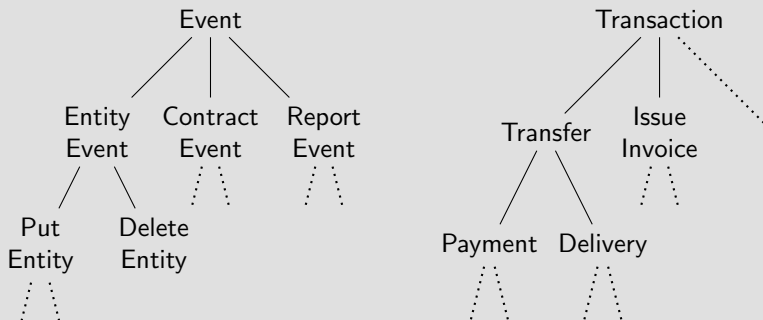 Event
Entity
Event
Contract
Event
Report
Event
Put
Entity
Delete
Entity
Transaction
Transfer
Issue
Invoice
Payment
Delivery